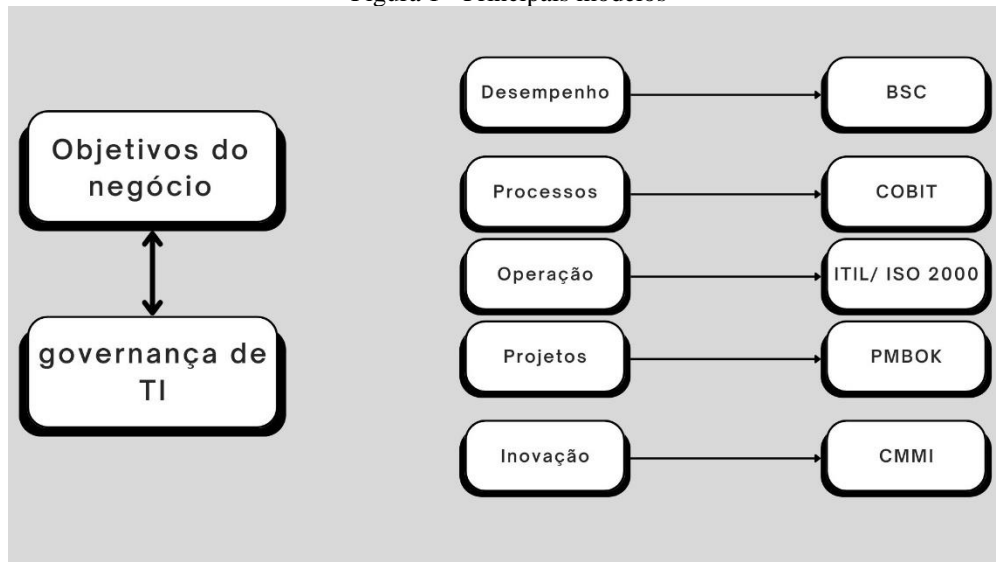 Objetivos do
negócio
governança de
TI
Desempenho
BSC
Processos
COBIT
Operação
ITIL/ ISO 2000
Projetos
PMBOK
Inovação
CMMI